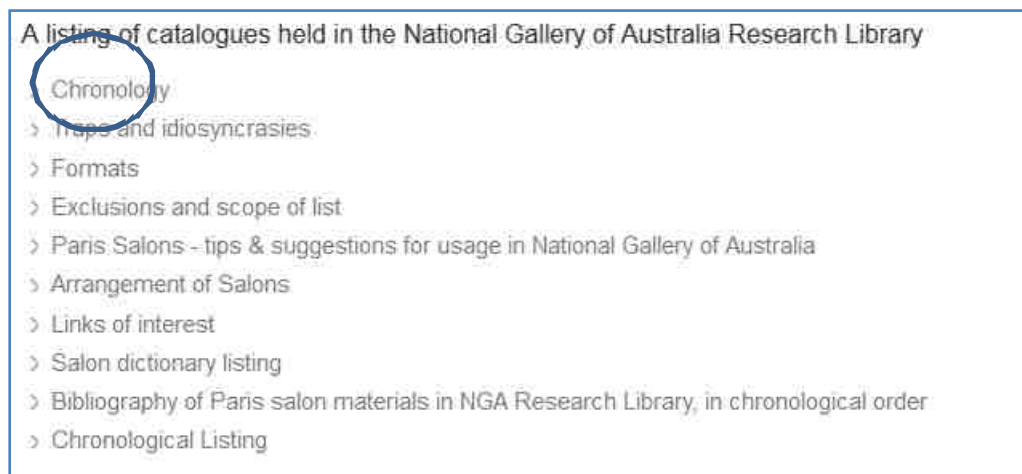 A listing of catalogues held in the National Gallery of Australia Research Library
Chronology
Traps and idiosyncrasies
Formats
Exclusions and scope of list
Paris Salons - tips & suggestions for usage in National Gallery of Australia
Arrangement of Salons
Links of interest
Salon dictionary listing
Bibliography of Paris salon materials in NGA Research Library, in chronological order
Chronological Listing